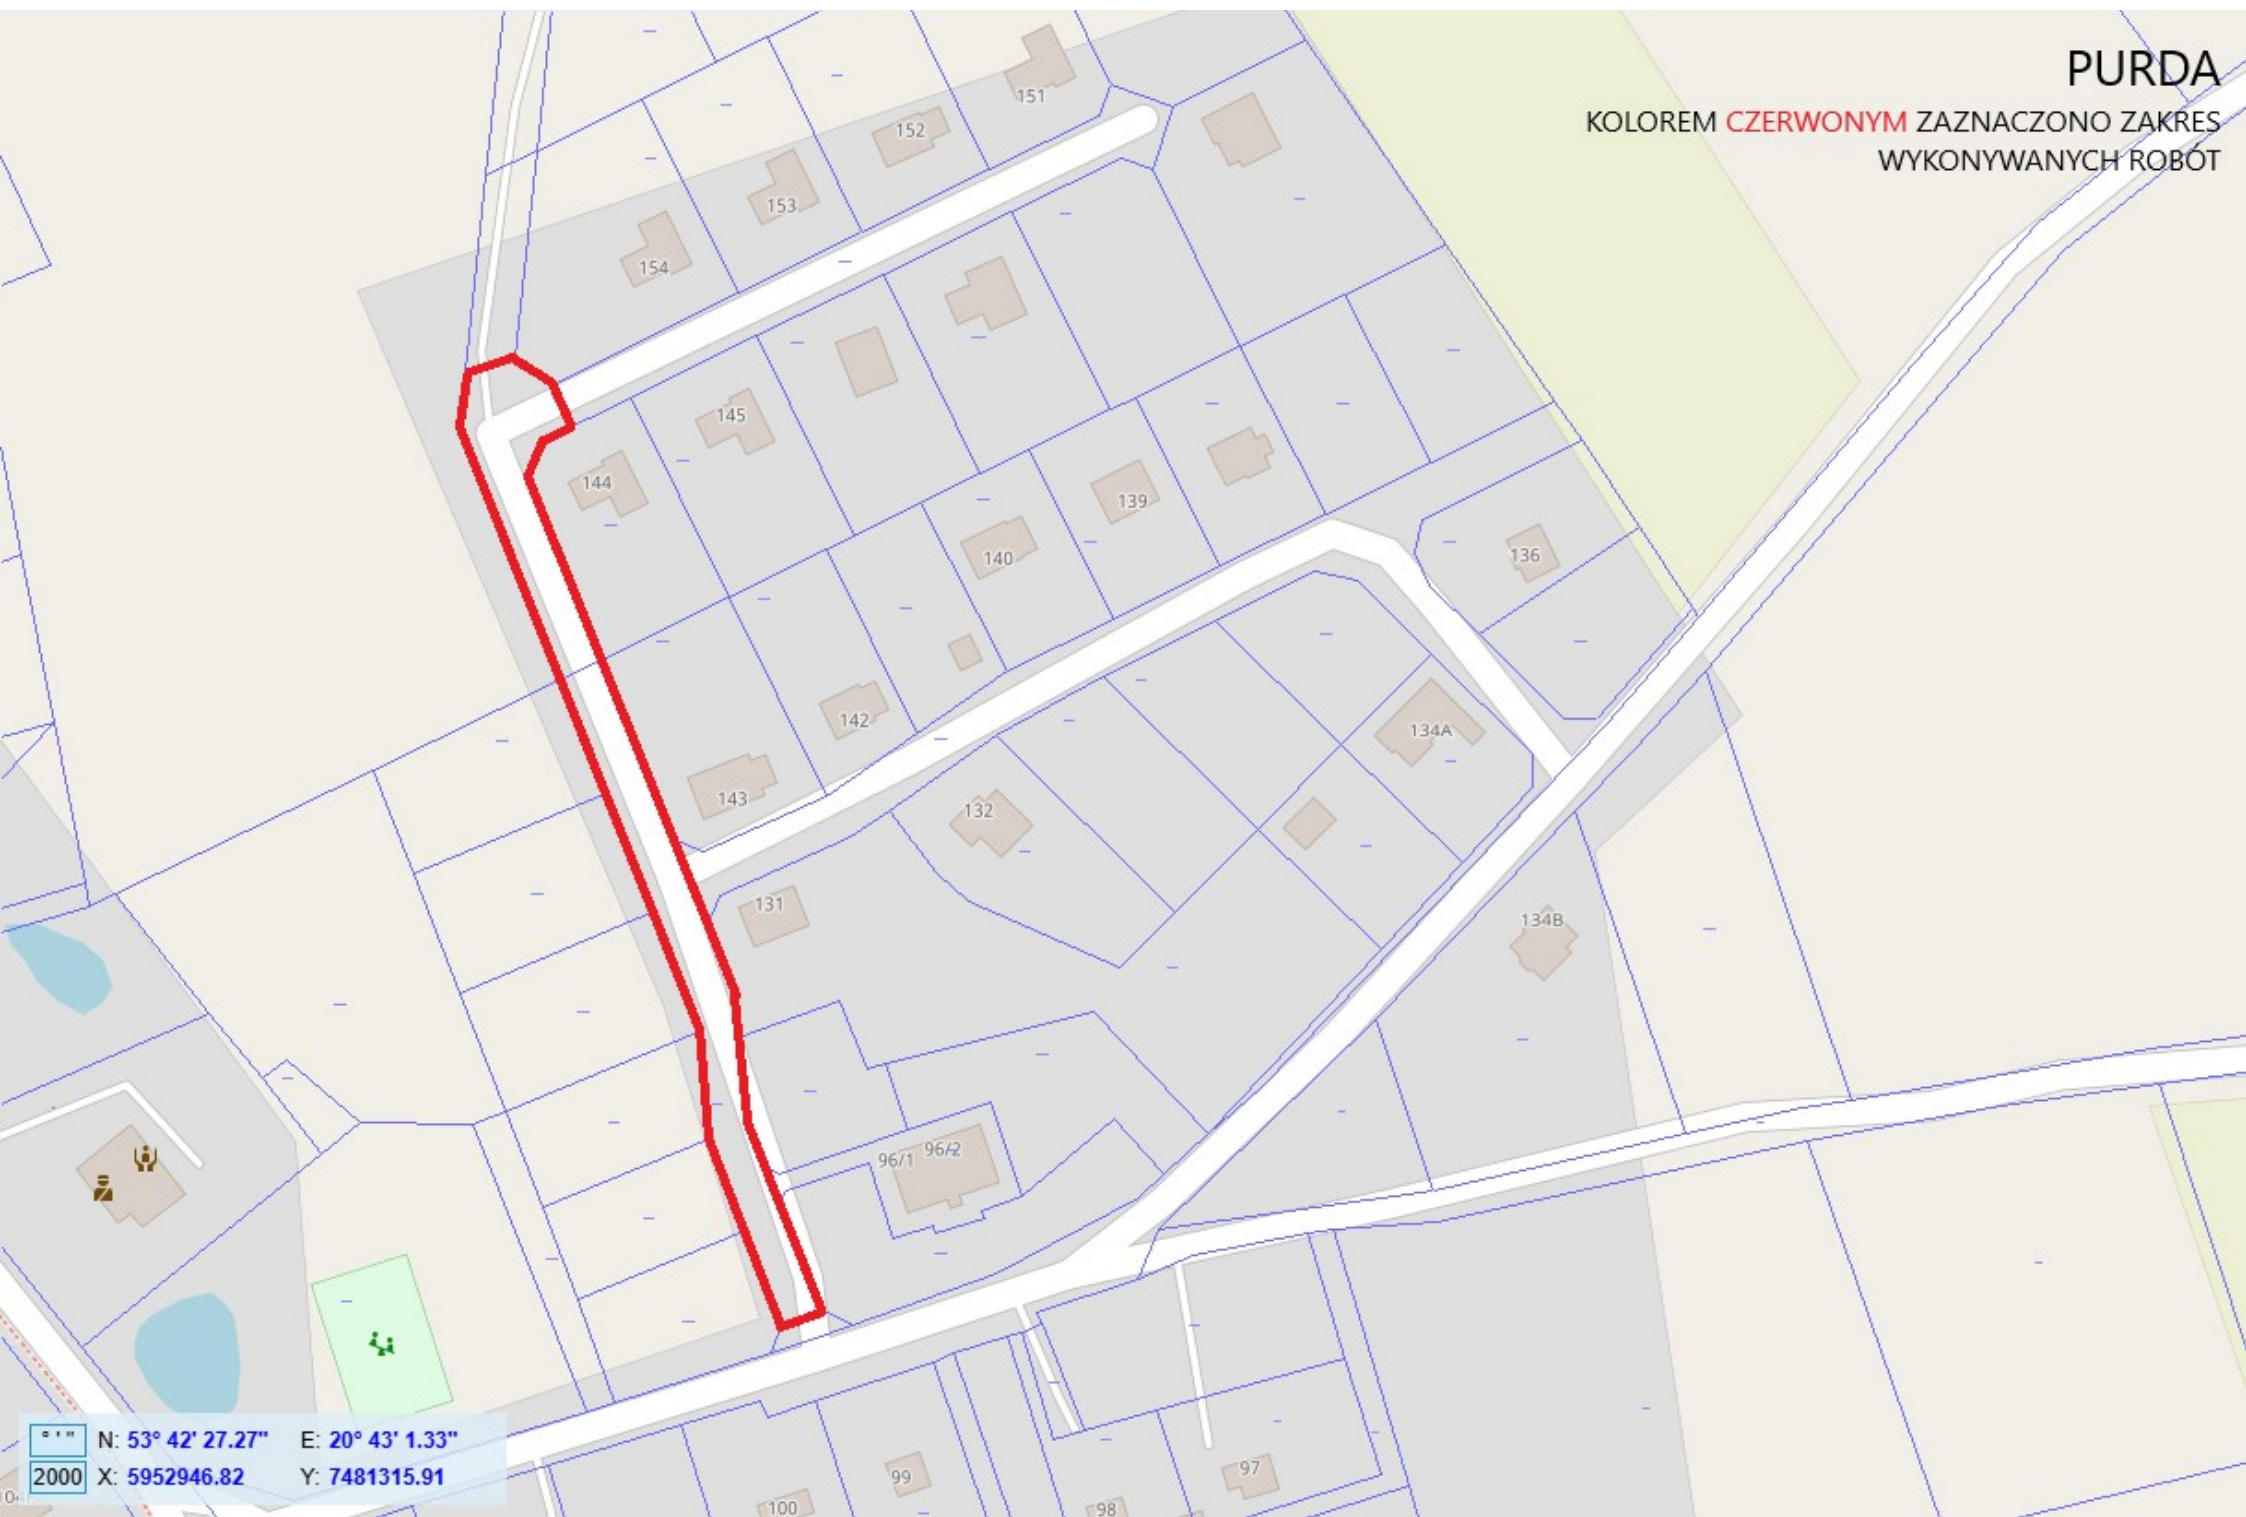 PURDA
KOLOREM CZERWONYM ZAZNACZONO ZAKRES
WYKONYWANYCH ROBÓT
151
152
153
154
145
144
139
140
136
142
134A
143
132
131
134B
96/1 96/2
° ' " N: 53° 42' 27.27" E: 20° 43' 1.33"
2000 X: 5952946.82 Y: 7481315.91
99
97
100
98